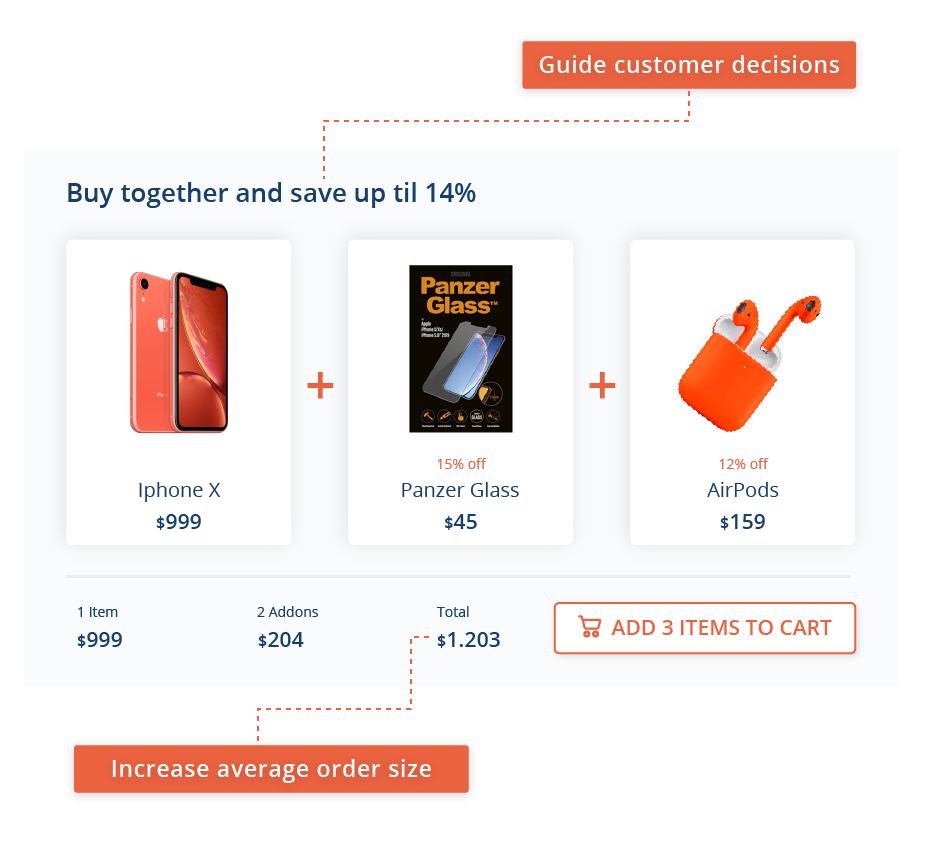 Guide customer decisions
Buy together and save up til 14%
Panzer
Glass™
Apple
15% off
12% off
Iphone X
Panzer Glass
AirPods
$999
$45
$159
1 Item
2 Addons
Total
$999
$204
$1.203
ADD 3 ITEMS TO CART
Increase average order size